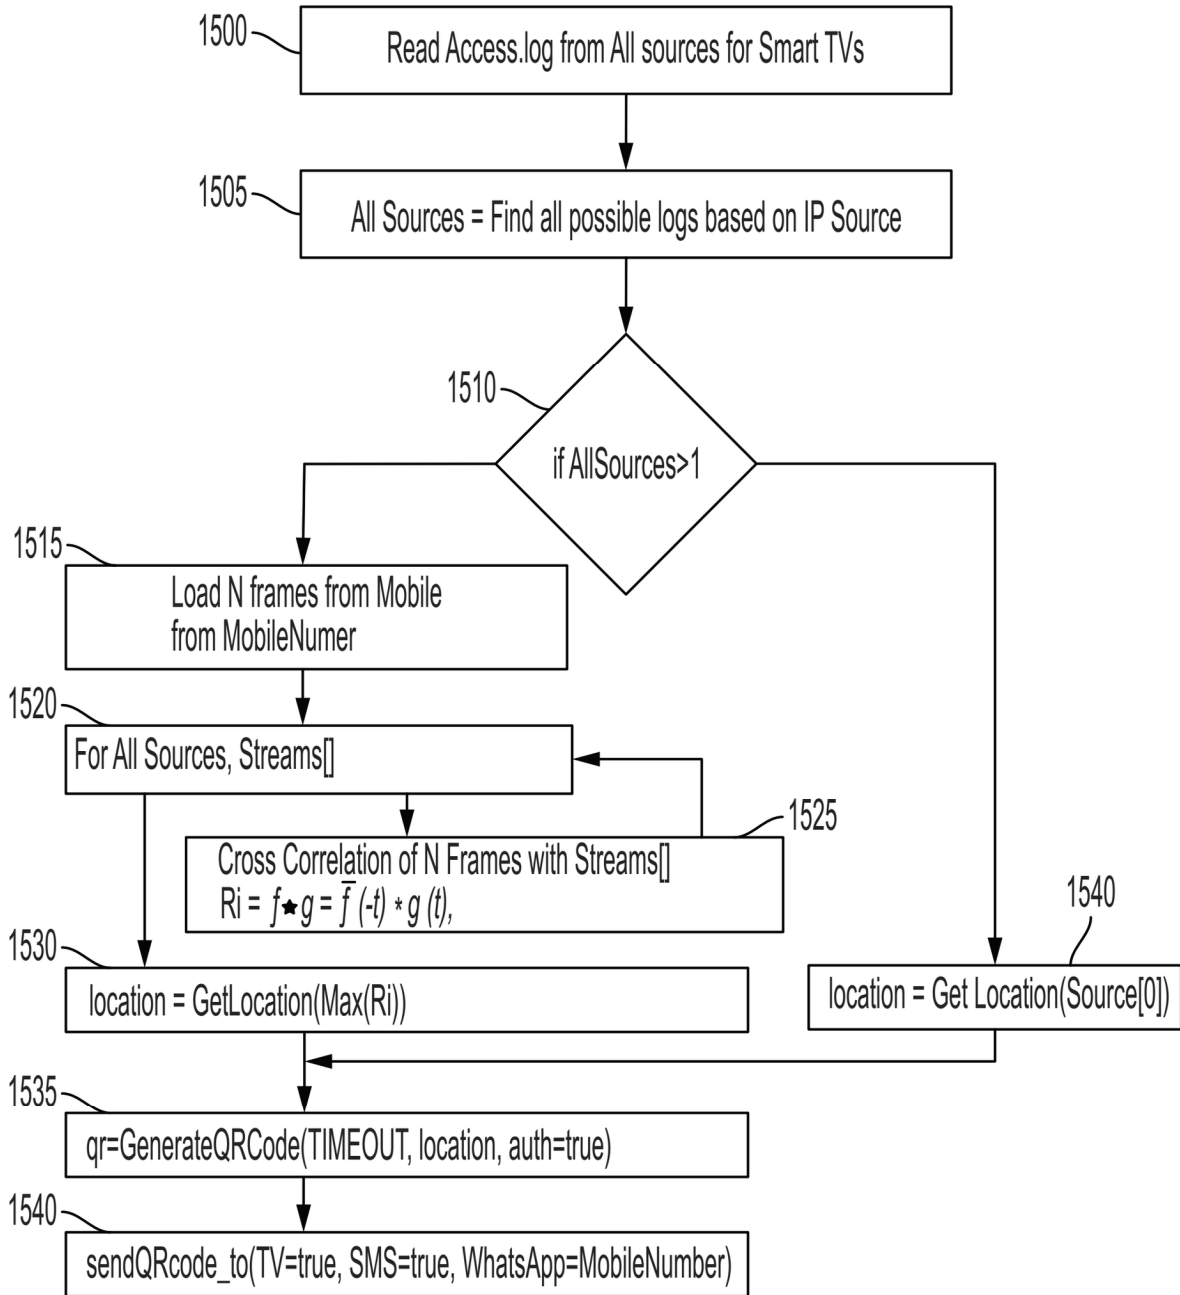 1500
Read Access.log from All sources for Smart TVs
1505
All Sources = Find all possible logs based on IP Source
1510
if AllSources>1
1515
Load N frames from Mobile
from MobileNumer
1520
For All Sources, Streams[]
1525
Cross Correlation of N Frames with Streams[]
Ri = f★g = f̅ (-t) * g (t),
1530
location = GetLocation(Max(Ri))
1540
location = Get Location(Source[0])
1535
qr=GenerateQRCode(TIMEOUT, location, auth=true)
1540
sendQRcode_to(TV=true, SMS=true, WhatsApp=MobileNumber)